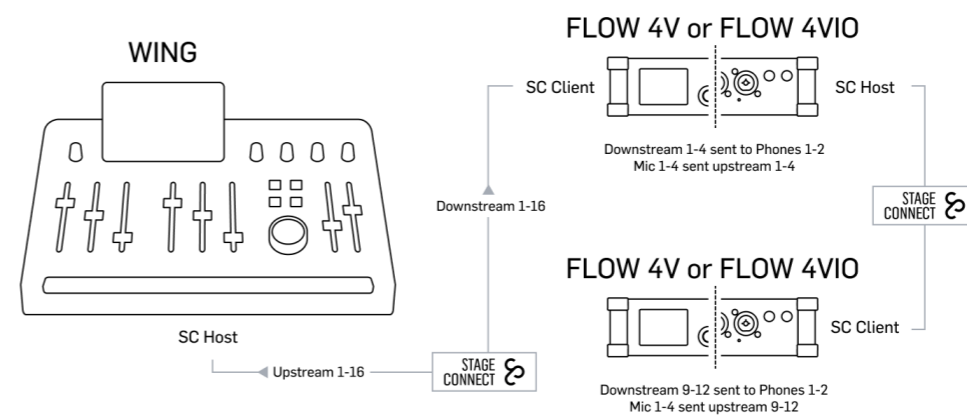 WING
FLOW 4V or FLOW 4VIO
SC Client
SC Host
Downstream 1-4 sent to Phones 1-2
Mic 1-4 sent upstream 1-4
Downstream 1-16
STAGE
CONNECT
FLOW 4V or FLOW 4VIO
SC Client
SC Host
Upstream 1-16
STAGE
CONNECT
Downstream 9-12 sent to Phones 1-2
Mic 1-4 sent upstream 9-12